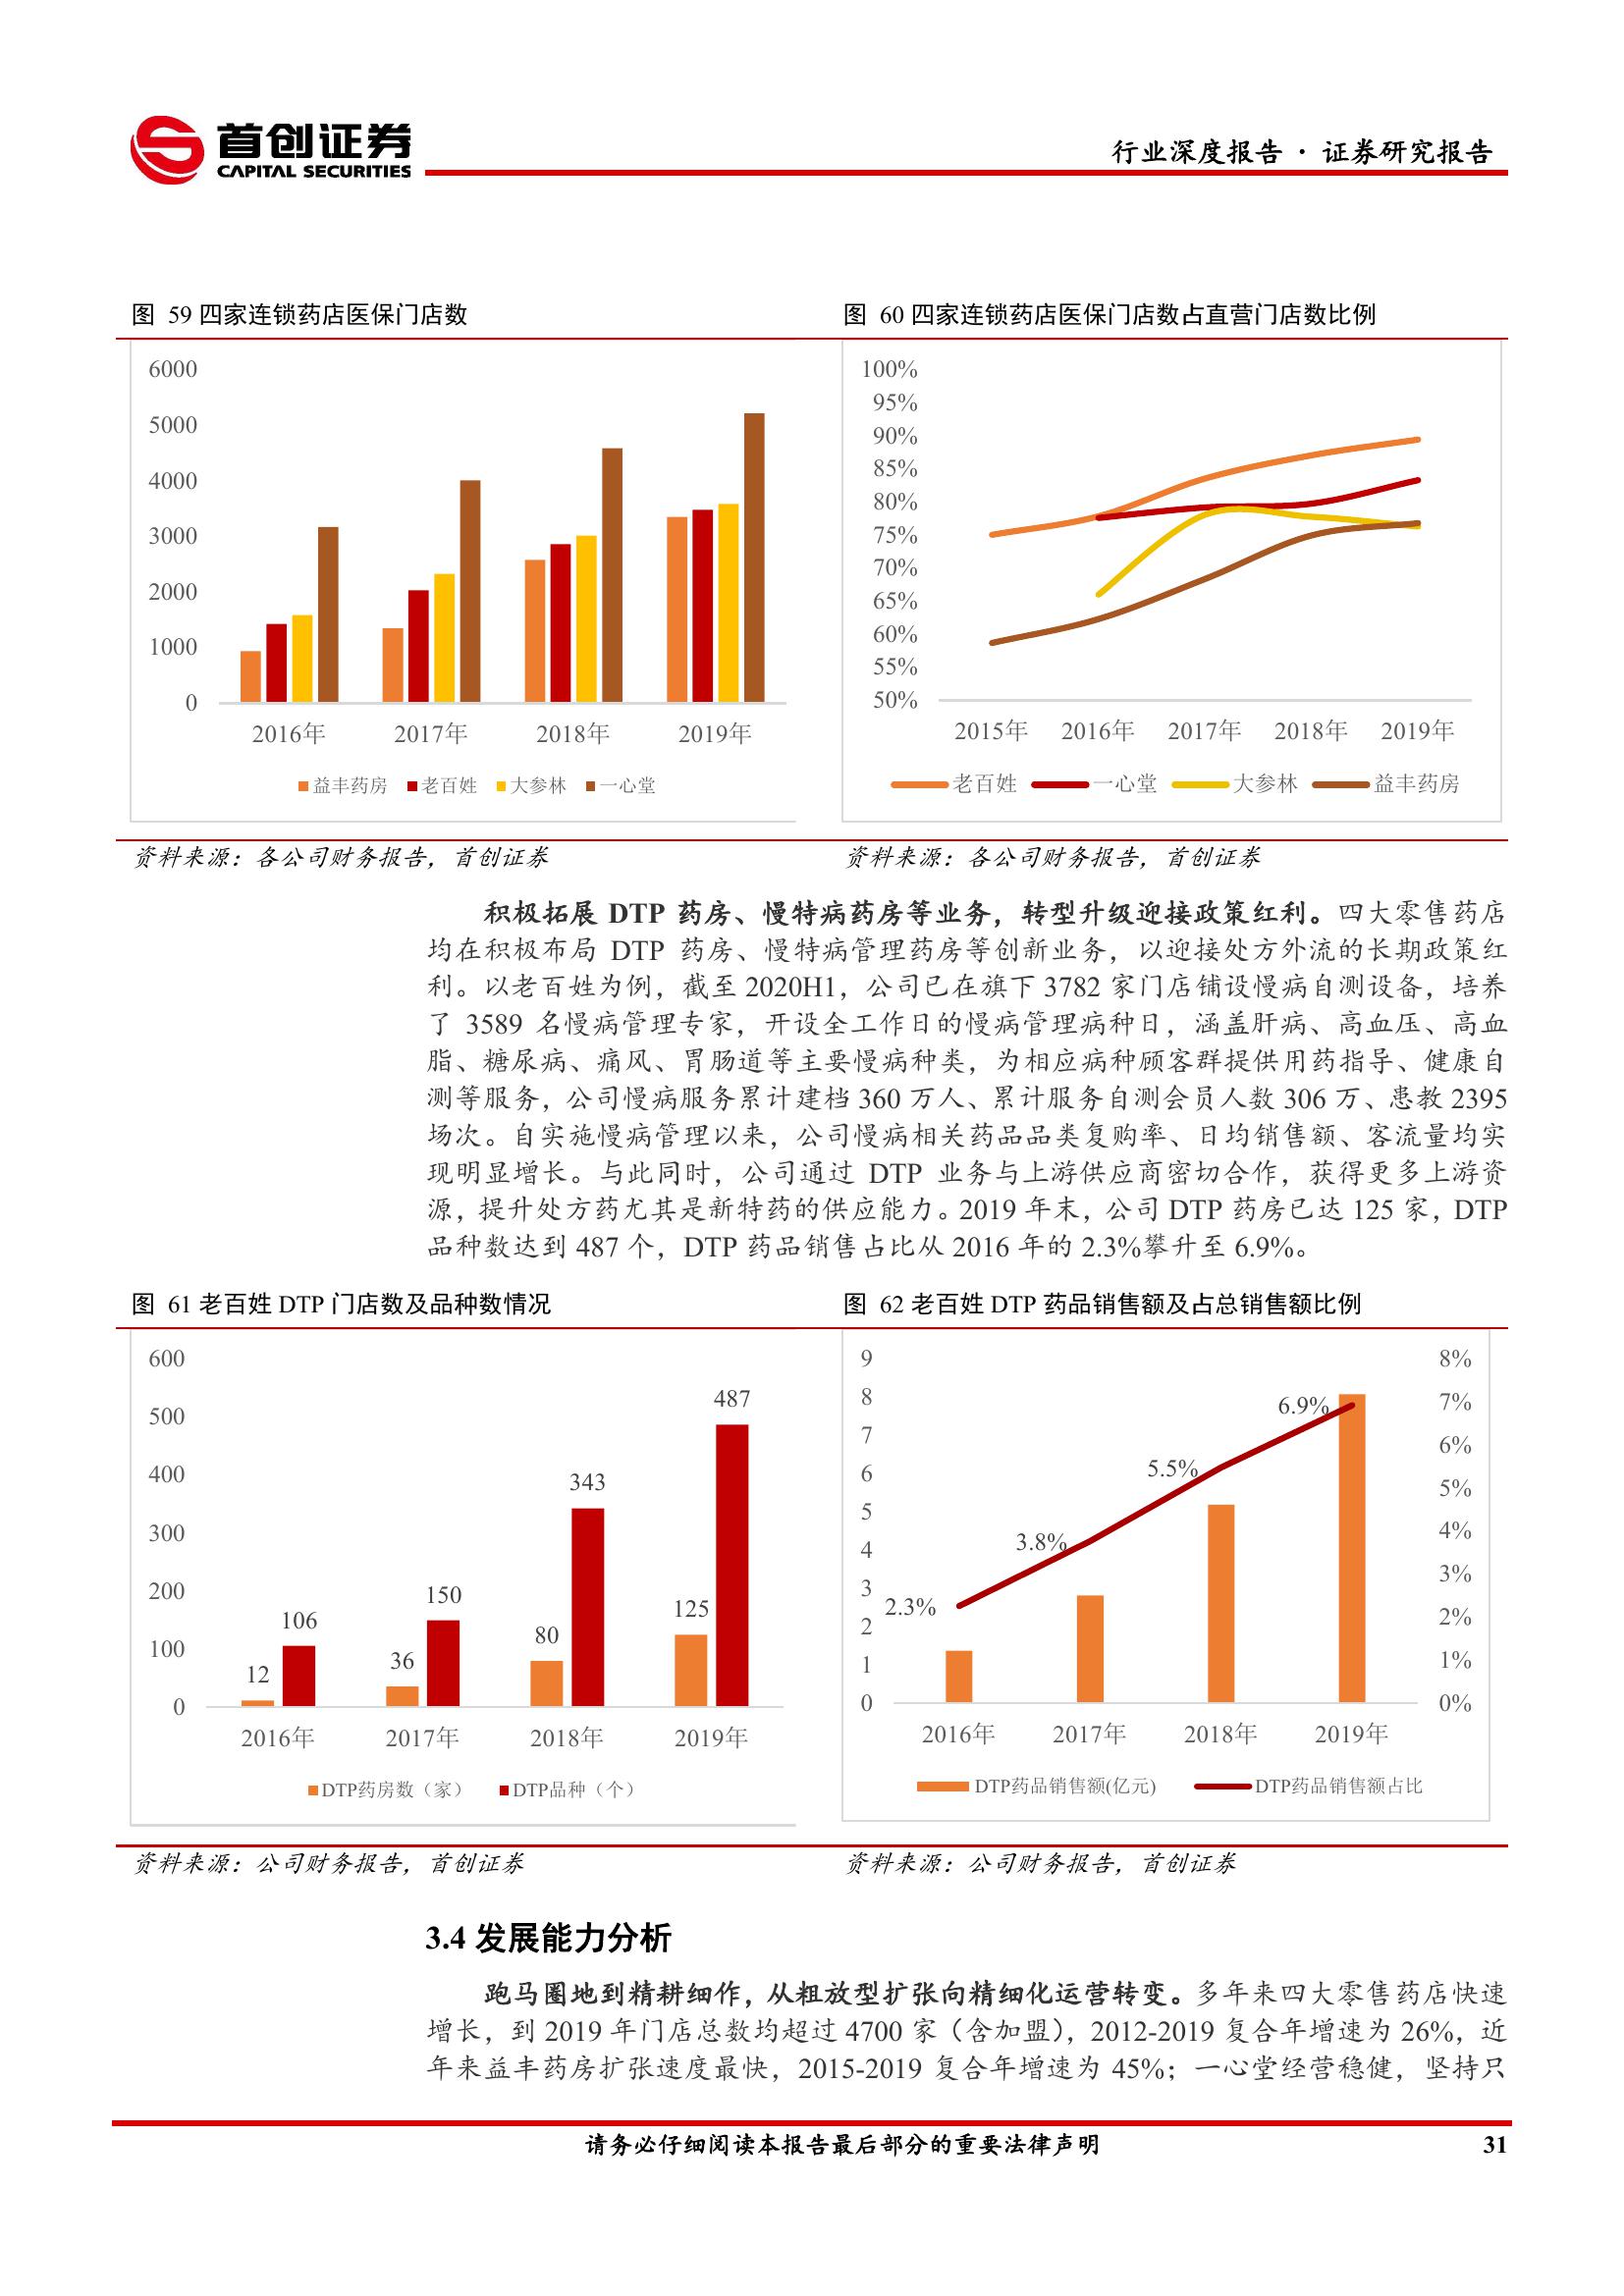 首创证券
CAPITAL SECURITIES
行业深度报告 · 证券研究报告
图 59 四家连锁药店医保门店数
6000
5000
4000
3000
2000
1000
0
2016年 2017年 2018年 2019年
益丰药房 老百姓 大参林 一心堂
资料来源：各公司财务报告，首创证券
图 60 四家连锁药店医保门店数占直营门店数比例
100%
95%
90%
85%
80%
75%
70%
65%
60%
55%
50%
2015年 2016年 2017年 2018年 2019年
老百姓 一心堂 大参林 益丰药房
资料来源：各公司财务报告，首创证券
积极拓展 DTP 药房、慢特病药房等业务，转型升级迎接政策红利。四大零售药店
均在积极布局 DTP 药房、慢特病管理药房等创新业务，以迎接处方外流的长期政策红
利。以老百姓为例，截至 2020H1，公司已在旗下 3782 家门店铺设慢病自测设备，培养
了 3589 名慢病管理专家，开设全工作日的慢病管理病种日，涵盖肝病、高血压、高血
脂、糖尿病、痛风、胃肠道等主要慢病种类，为相应病种顾客群提供用药指导、健康自
测等服务，公司慢病服务累计建档 360 万人、累计服务自测会员人数 306 万、患教 2395
场次。自实施慢病管理以来，公司慢病相关药品品类复购率、日均销售额、客流量均实
现明显增长。与此同时，公司通过 DTP 业务与上游供应商密切合作，获得更多上游资
源，提升处方药尤其是新特药的供应能力。2019 年末，公司 DTP 药房已达 125 家，DTP
品种数达到 487 个，DTP 药品销售占比从 2016 年的 2.3%攀升至 6.9%。
图 61 老百姓 DTP 门店数及品种数情况
600
500
400
300
200
100
0
12 106 36 150 80 343 125 487
2016年 2017年 2018年 2019年
DTP药房数（家） DTP品种（个）
资料来源：公司财务报告，首创证券
图 62 老百姓 DTP 药品销售额及占总销售额比例
9
8
7
6
5
4
3
2
1
0
2.3% 3.8% 5.5% 6.9%
8%
7%
6%
5%
4%
3%
2%
1%
0%
2016年 2017年 2018年 2019年
DTP药品销售额(亿元) DTP药品销售额占比
资料来源：公司财务报告，首创证券
3.4 发展能力分析
跑马圈地到精耕细作，从粗放型扩张向精细化运营转变。多年来四大零售药店快速
增长，到 2019 年门店总数均超过 4700 家（含加盟），2012-2019 复合年增速为 26%，近
年来益丰药房扩张速度最快，2015-2019 复合年增速为 45%；一心堂经营稳健，坚持只
请务必仔细阅读本报告最后部分的重要法律声明
31